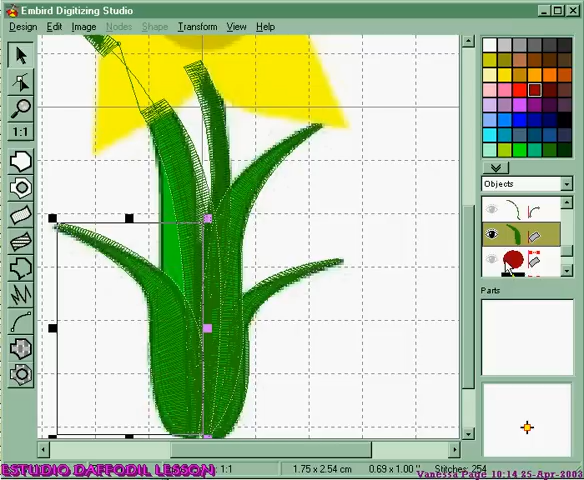 Embird Digitizing Studio
Design Edit Image Nodes Shape Transform View Help
1:1
Objects
Parts
1:1 1.75 x 2.54 cm 0.69 x 1.00 " Stitches: 254
ESTUDIO DAFFODIL LESSON
Vanessa Page 10:14 25-Apr-2003